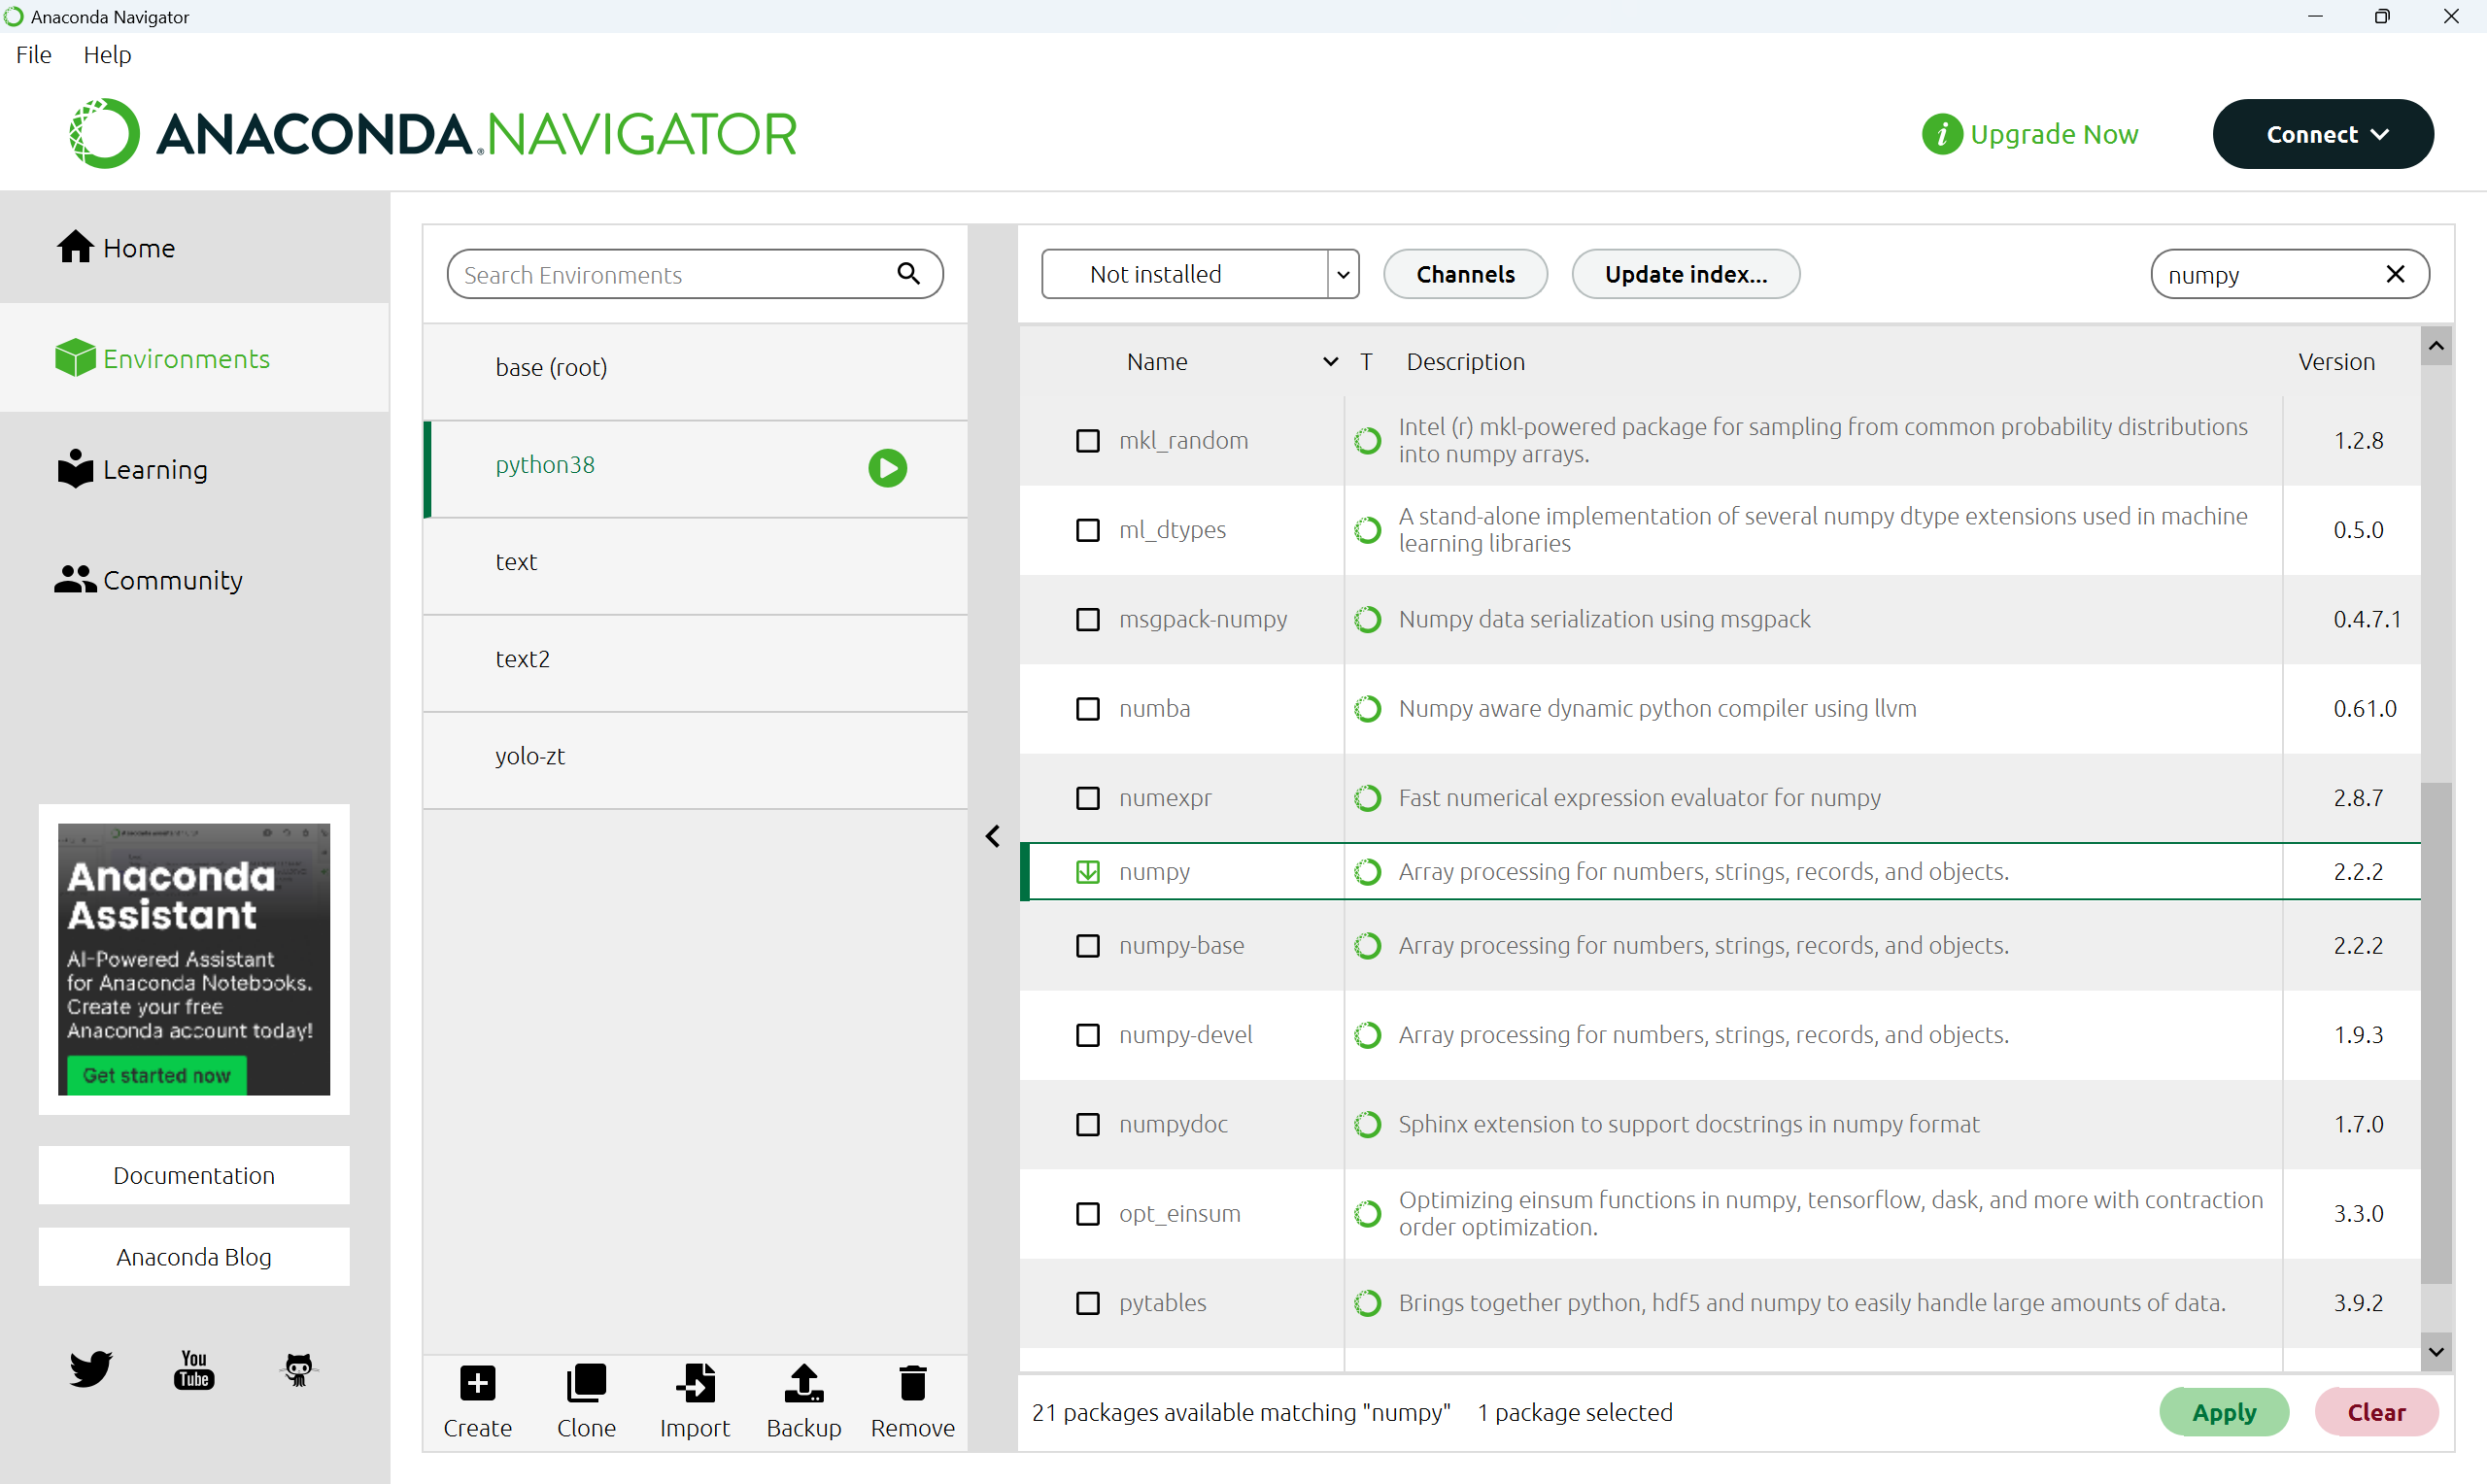 Anaconda Navigator
File Help
ANACONDA.NAVIGATOR
Upgrade Now
Connect
Home
Environments
Learning
Community
Anaconda
Assistant
AI-Powered Assistant
for Anaconda Notebooks.
Create your free
Anaconda account today!
Get started now
Documentation
Anaconda Blog
You
Tube
Search Environments
base (root)
python38
text
text2
yolo-zt
Create Clone Import Backup Remove
Not installed Channels Update index... numpy
Name T Description Version
mkl_random Intel (r) mkl-powered package for sampling from common probability distributions
into numpy arrays. 1.2.8
ml_dtypes A stand-alone implementation of several numpy dtype extensions used in machine
learning libraries 0.5.0
msgpack-numpy Numpy data serialization using msgpack 0.4.7.1
numba Numpy aware dynamic python compiler using llvm 0.61.0
numexpr Fast numerical expression evaluator for numpy 2.8.7
numpy Array processing for numbers, strings, records, and objects. 2.2.2
numpy-base Array processing for numbers, strings, records, and objects. 2.2.2
numpy-devel Array processing for numbers, strings, records, and objects. 1.9.3
numpydoc Sphinx extension to support docstrings in numpy format 1.7.0
opt_einsum Optimizing einsum functions in numpy, tensorflow, dask, and more with contraction
order optimization. 3.3.0
pytables Brings together python, hdf5 and numpy to easily handle large amounts of data. 3.9.2
21 packages available matching "numpy" 1 package selected
Apply Clear